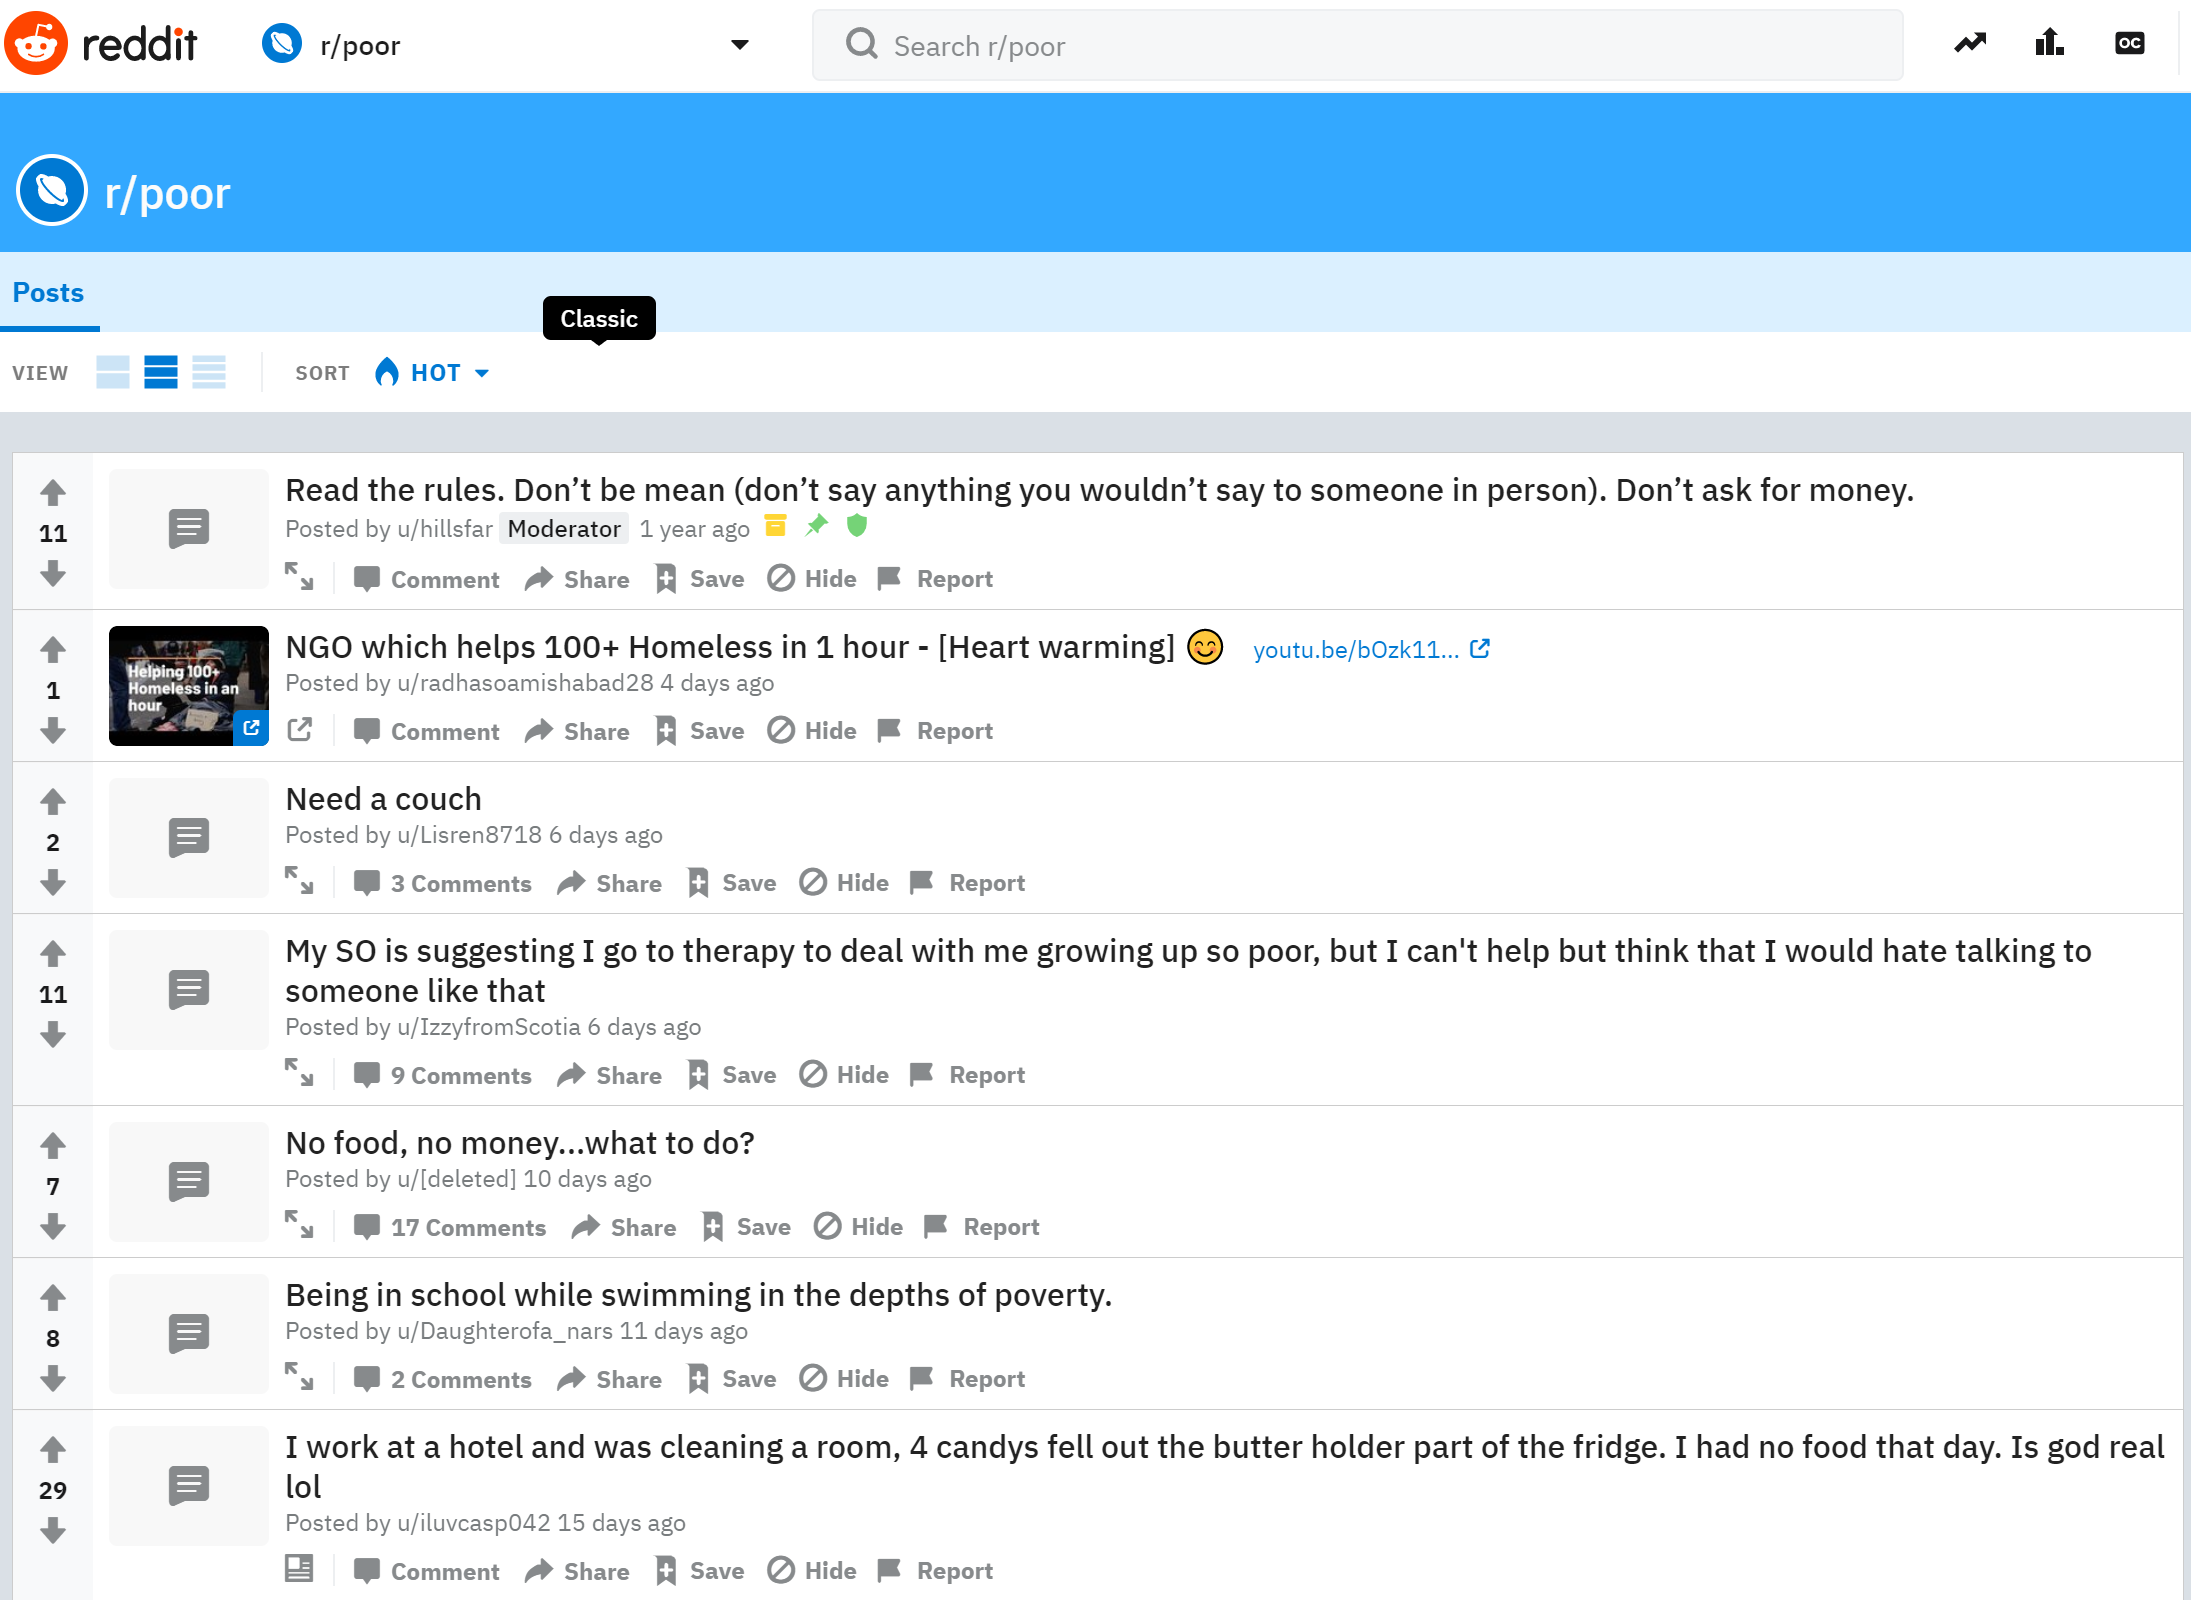 reddit r/poor Search r/poor OC
r/poor
Posts
Classic
VIEW SORT HOT
Read the rules. Don’t be mean (don’t say anything you wouldn’t say to someone in person). Don’t ask for money.
11 Posted by u/hillsfar Moderator 1 year ago
Comment Share Save Hide Report
NGO which helps 100+ Homeless in 1 hour - [Heart warming] 😊 youtu.be/bOzk11...
Helping 100+
Homeless in an
hour
1 Posted by u/radhasoamishabad28 4 days ago
Comment Share Save Hide Report
Need a couch
2 Posted by u/Lisren8718 6 days ago
3 Comments Share Save Hide Report
My SO is suggesting I go to therapy to deal with me growing up so poor, but I can't help but think that I would hate talking to
11 someone like that
Posted by u/IzzyfromScotia 6 days ago
9 Comments Share Save Hide Report
No food, no money...what to do?
7 Posted by u/[deleted] 10 days ago
17 Comments Share Save Hide Report
Being in school while swimming in the depths of poverty.
8 Posted by u/Daughterofa_nars 11 days ago
2 Comments Share Save Hide Report
I work at a hotel and was cleaning a room, 4 candys fell out the butter holder part of the fridge. I had no food that day. Is god real
29 lol
Posted by u/iluvcasp042 15 days ago
Comment Share Save Hide Report